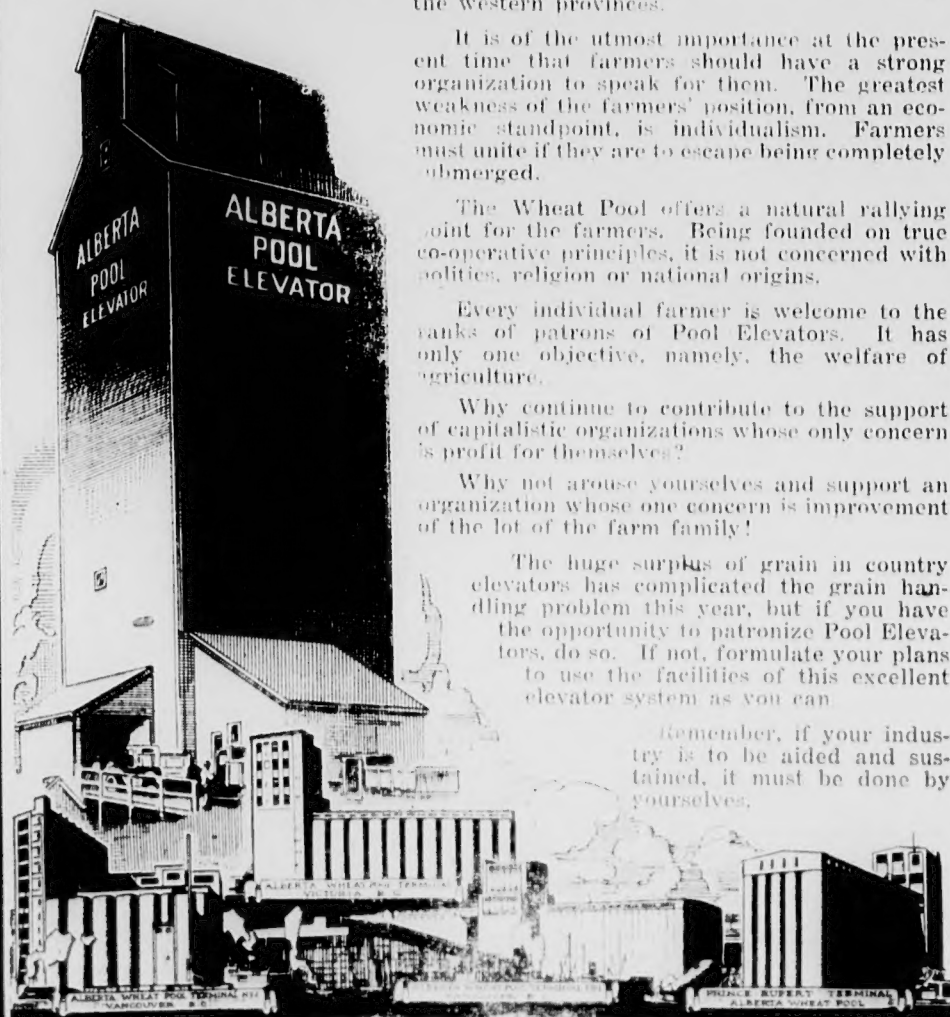 the western provinces.
It is of the utmost importance at the pres-
ent time that farmers should have a strong
organization to speak for them. The greatest
weakness of the farmers' position, from an eco-
nomic standpoint, is individualism. Farmers
must unite if they are to escape being completely
submerged.
The Wheat Pool offers a natural rallying
point for the farmers. Being founded on true
co-operative principles, it is not concerned with
politics, religion or national origins.
Every individual farmer is welcome to the
ranks of patrons of Pool Elevators. It has
only one objective, namely, the welfare of
agriculture.
Why continue to contribute to the support
of capitalistic organizations whose only concern
is profit for themselves?
Why not arouse yourselves and support an
organization whose one concern is improvement
of the lot of the farm family!
The huge surplus of grain in country
elevators has complicated the grain han-
dling problem this year, but if you have
the opportunity to patronize Pool Eleva-
tors, do so. If not, formulate your plans
to use the facilities of this excellent
elevator system as you can
Remember, if your indus-
try is to be aided and sus-
tained, it must be done by
yourselves.
ALBERTA
POOL
ELEVATOR
ALBERTA
POOL
ELEVATOR
ALBERTA WHEAT POOL TERMINAL
VICTORIA B.C.
ALBERTA WHEAT POOL TERMINAL
VANCOUVER B.C.
ALBERTA WHEAT POOL TERMINAL
VANCOUVER
PRINCE RUPERT TERMINAL
ALBERTA WHEAT POOL